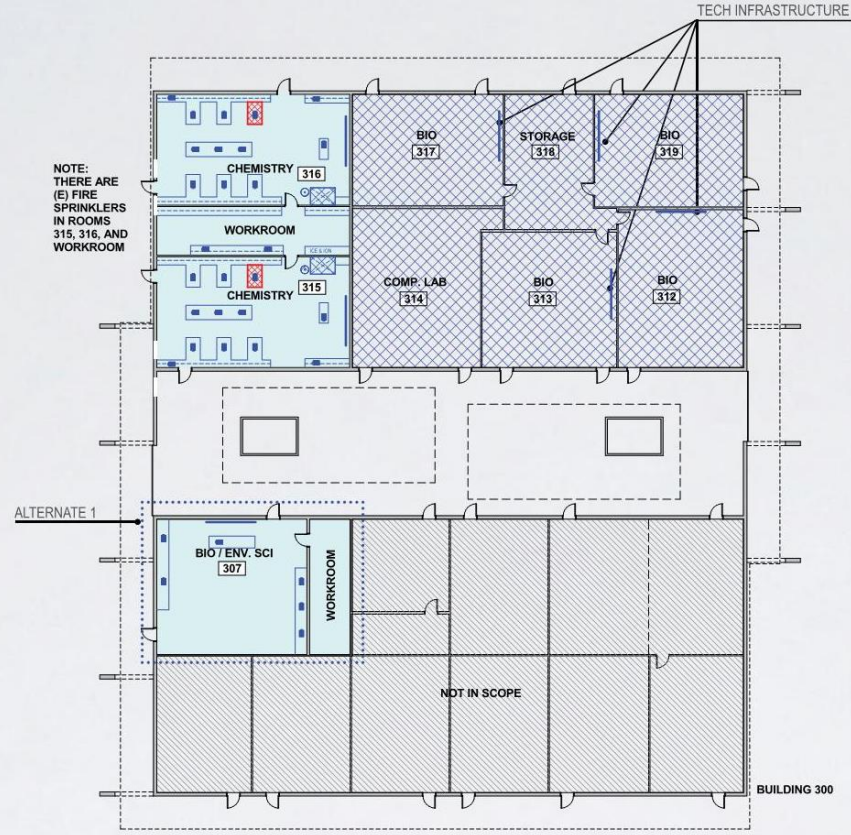 TECH INFRASTRUCTURE
NOTE:
THERE ARE
(E) FIRE
SPRINKLERS
IN ROOMS
315, 316, AND
WORKROOM
CHEMISTRY
316
BIO
317
STORAGE
318
BIO
319
WORKROOM
ICE & ION
CHEMISTRY
315
COMP. LAB
314
BIO
313
BIO
312
ALTERNATE 1
BIO / ENV. SCI
307
WORKROOM
NOT IN SCOPE
BUILDING 300